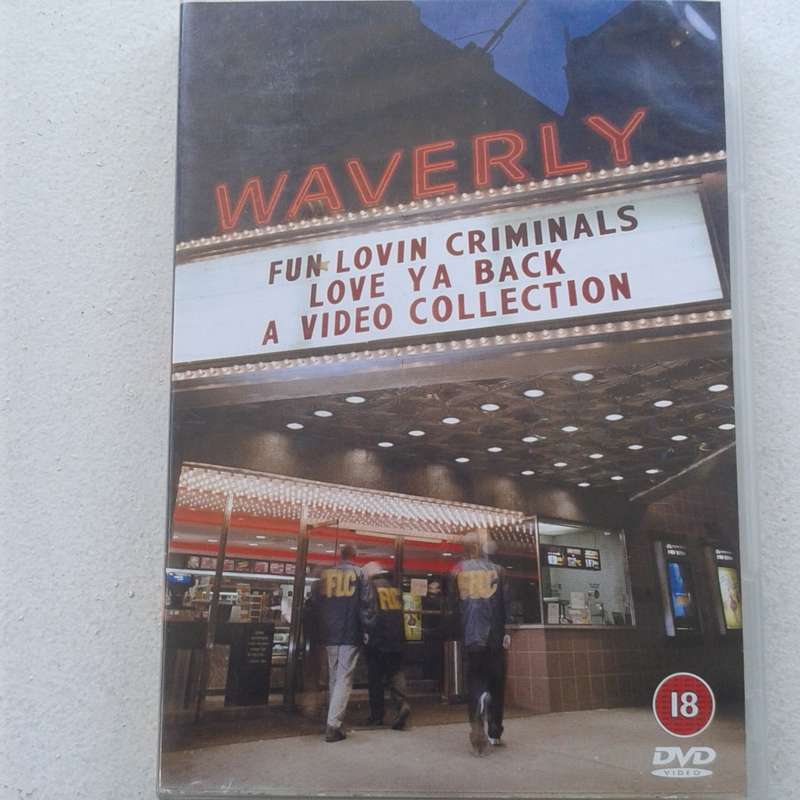 WAVERLY
FUN LOVIN CRIMINALS
LOVE YA BACK
A VIDEO COLLECTION
FLC
FLC
FLC
18
DVD
VIDEO